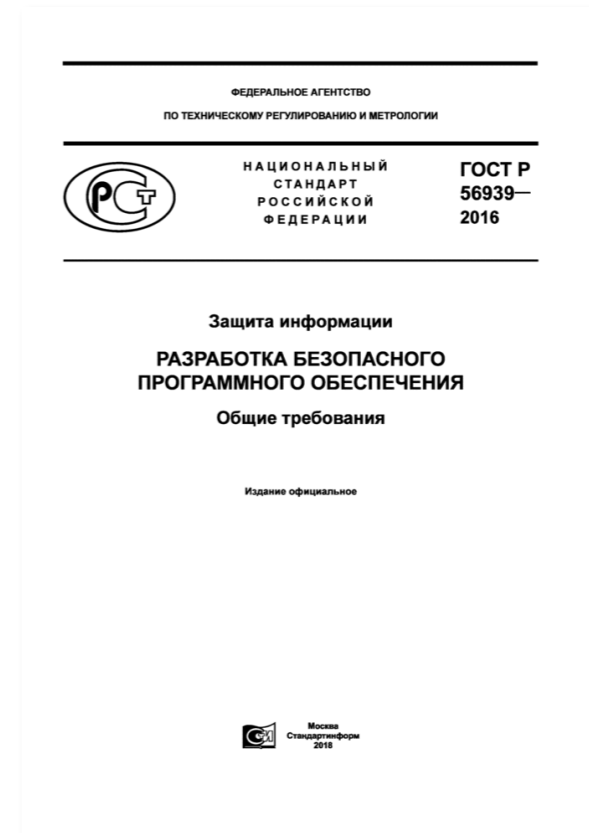 ФЕДЕРАЛЬНОЕ АГЕНТСТВО
ПО ТЕХНИЧЕСКОМУ РЕГУЛИРОВАНИЮ И МЕТРОЛОГИИ
РСТ
НАЦИОНАЛЬНЫЙ
СТАНДАРТ
РОССИЙСКОЙ
ФЕДЕРАЦИИ
ГОСТ Р
56939—
2016
Защита информации
РАЗРАБОТКА БЕЗОПАСНОГО
ПРОГРАММНОГО ОБЕСПЕЧЕНИЯ
Общие требования
Издание официальное
Москва
Стандартинформ
2018